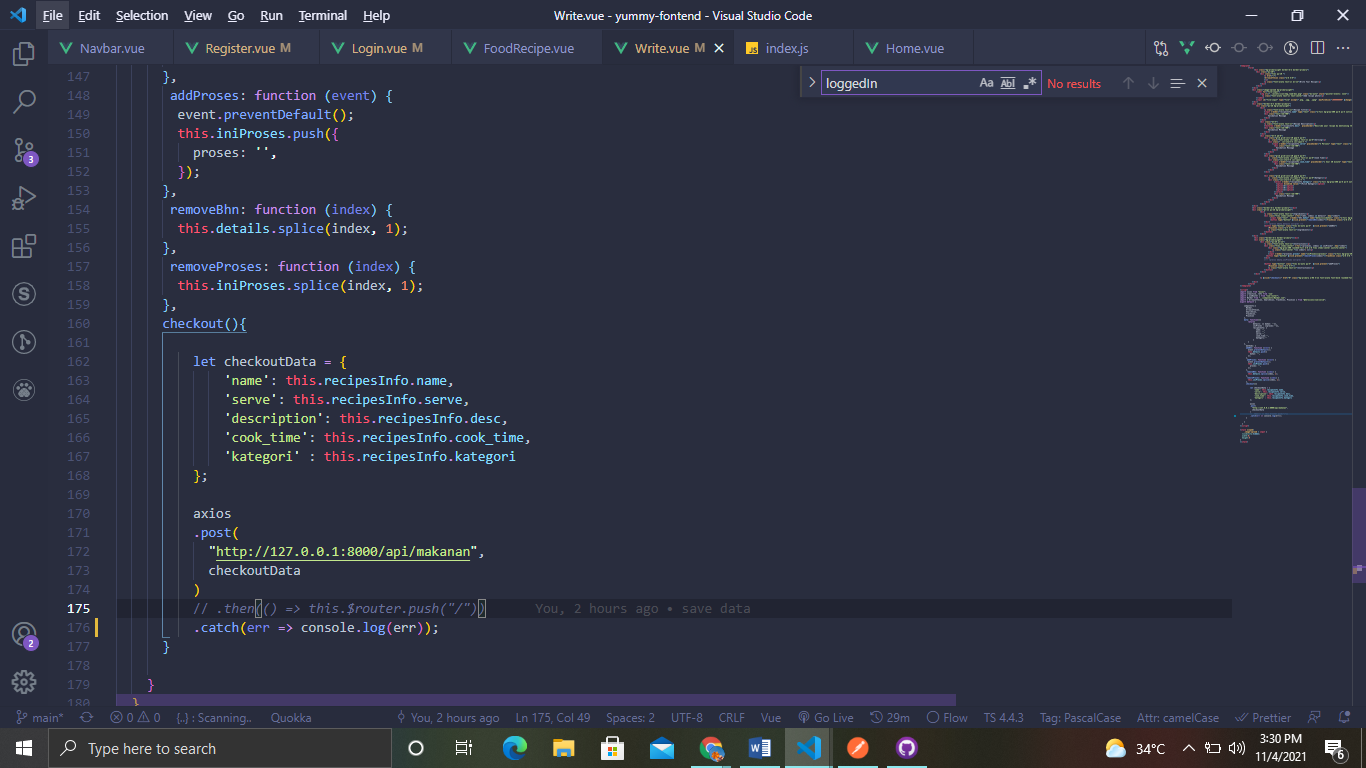 File Edit Selection View Go Run Terminal Help Write.vue - yummy-fontend - Visual Studio Code
Navbar.vue Register.vue M Login.vue M FoodRecipe.vue Write.vue M JS index.js Home.vue
loggedIn Aa Abl .* No results
147 },
148 addProses: function (event) {
149 event.preventDefault();
150 this.iniProses.push({
151 proses: '',
152 });
153 },
154 removeBhn: function (index) {
155 this.details.splice(index, 1);
156 },
157 removeProses: function (index) {
158 this.iniProses.splice(index, 1);
159 },
160 checkout(){
161
162 let checkoutData = {
163 'name': this.recipesInfo.name,
164 'serve': this.recipesInfo.serve,
165 'description': this.recipesInfo.desc,
166 'cook_time': this.recipesInfo.cook_time,
167 'kategori' : this.recipesInfo.kategori
168 };
169
170 axios
171 .post(
172 "http://127.0.0.1:8000/api/makanan",
173 checkoutData
174 )
175 // .then(() => this.$router.push("/")) You, 2 hours ago • save data
176 .catch(err => console.log(err));
177 }
178
179 }
180 }
3
2
main* 0 0 {..} : Scanning.. Quokka You, 2 hours ago Ln 175, Col 49 Spaces: 2 UTF-8 CRLF Vue Go Live 29m Flow TS 4.4.3 Tag: PascalCase Attr: camelCase Prettier
Type here to search 34°C 3:30 PM
11/4/2021 6